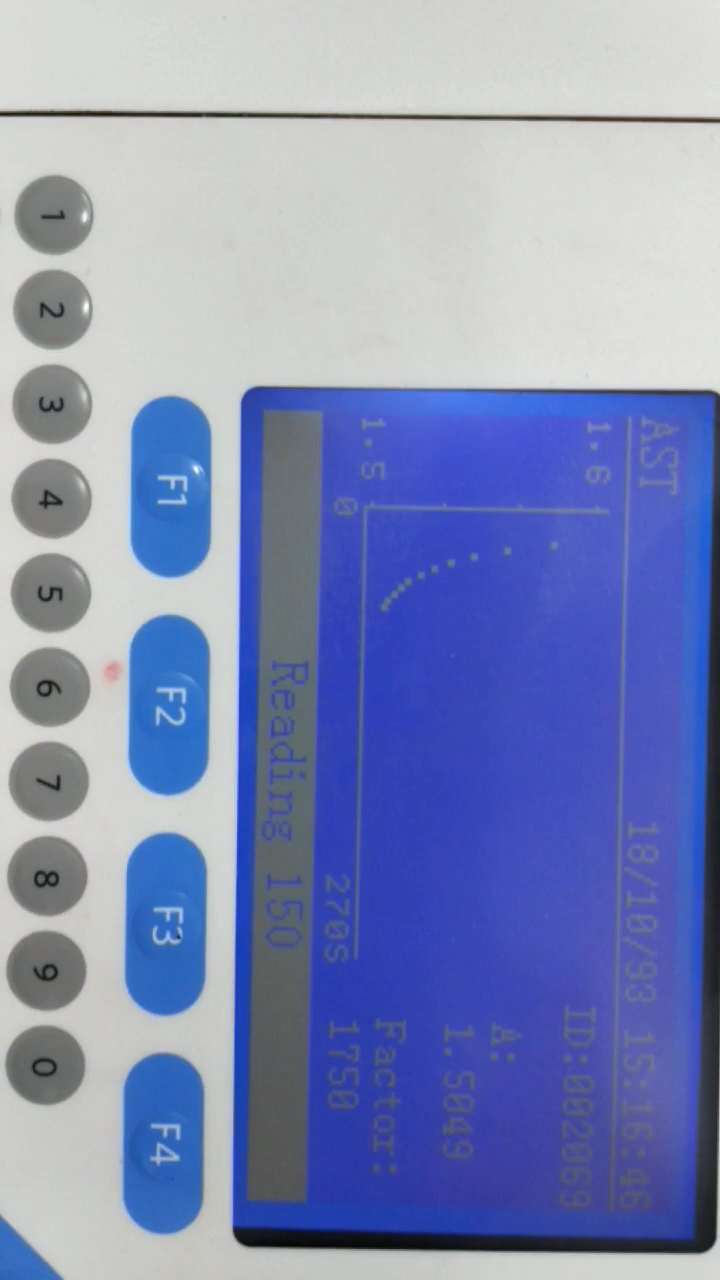 AST 18/10/93 15:16:46
ID:002069
1.6
A:
1.5049
Factor:
1.5
0 270S 1750
Reading 150
F1 F2 F3 F4
1 2 3 4 5 6 7 8 9 0